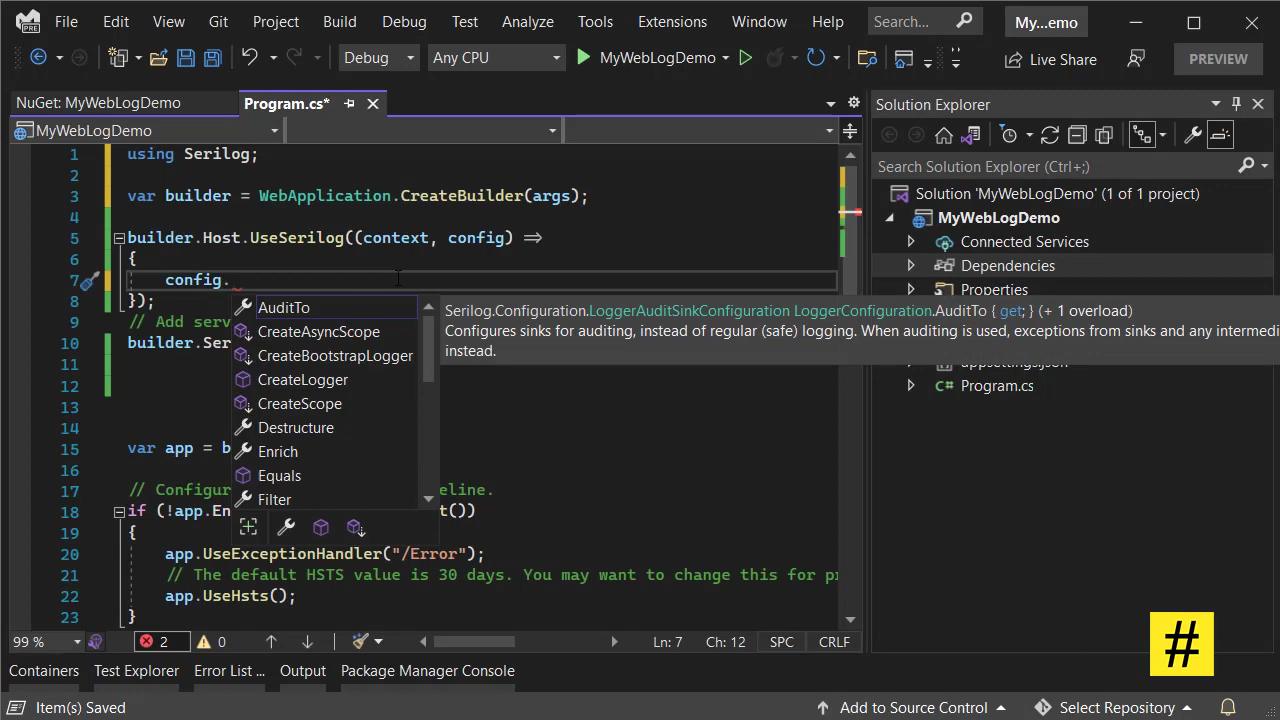 File Edit View Git Project Build Debug Test Analyze Tools Extensions Window Help Search... My...emo
PRE Debug Any CPU MyWebLogDemo Live Share PREVIEW
NuGet: MyWebLogDemo Program.cs*
MyWebLogDemo
1 using Serilog;
2
3 var builder = WebApplication.CreateBuilder(args);
4
5 builder.Host.UseSerilog((context, config) =>
6 {
7 config.
8 });
9 // Add serv
10 builder.Ser
11
12
13
14
15 var app = b
16
17 // Configur eline.
18 if (!app.En t())
19 {
20 app.UseExceptionHandler("/Error");
21 // The default HSTS value is 30 days. You may want to change this for p
22 app.UseHsts();
23 }
AuditTo
CreateAsyncScope
CreateBootstrapLogger
CreateLogger
CreateScope
Destructure
Enrich
Equals
Filter
Serilog.Configuration.LoggerAuditSinkConfiguration LoggerConfiguration.AuditTo { get; } (+ 1 overload)
Configures sinks for auditing, instead of regular (safe) logging. When auditing is used, exceptions from sinks and any intermedi
instead.
Solution Explorer
Search Solution Explorer (Ctrl+;)
Solution 'MyWebLogDemo' (1 of 1 project)
MyWebLogDemo
Connected Services
Dependencies
Properties
appsettings.json
C# Program.cs
#
99 % 2 0 Ln: 7 Ch: 12 SPC CRLF
Containers Test Explorer Error List ... Output Package Manager Console
Item(s) Saved Add to Source Control Select Repository